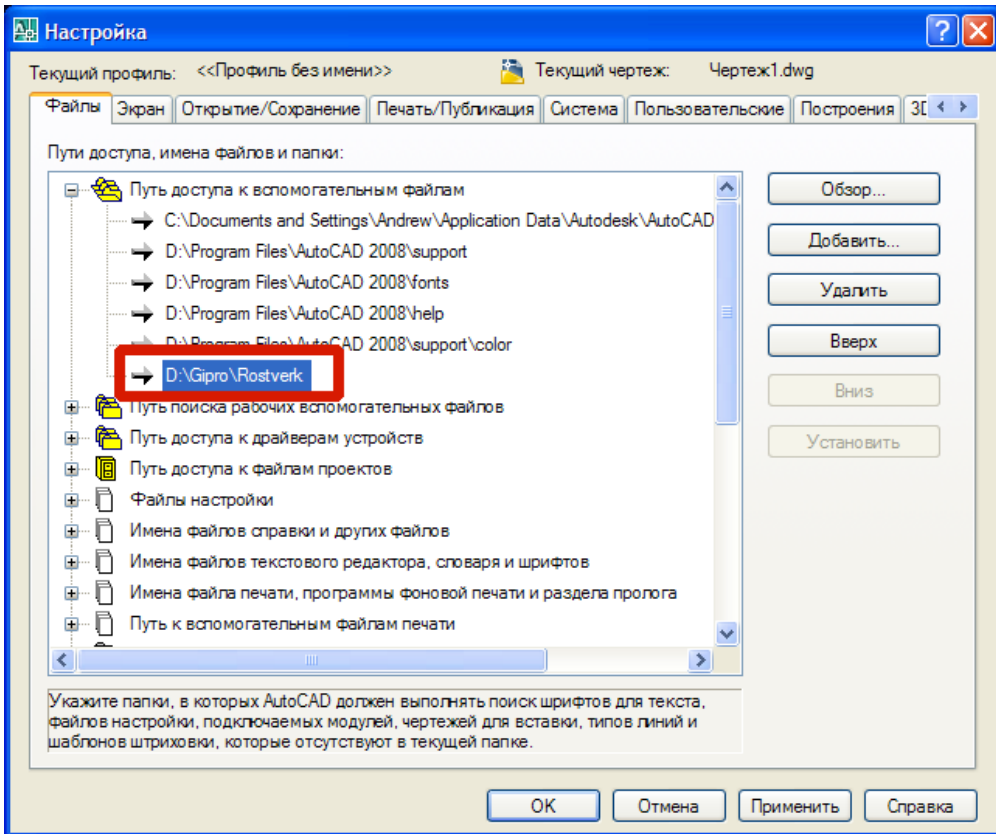 Настройка
Текущий профиль: <<Профиль без имени>> Текущий чертеж: Чертеж1.dwg
Файлы Экран Открытие/Сохранение Печать/Публикация Система Пользовательские Построения 3D
Пути доступа, имена файлов и папки:
Путь доступа к вспомогательным файлам
C:\Documents and Settings\Andrew\Application Data\Autodesk\AutoCAD
D:\Program Files\AutoCAD 2008\support
D:\Program Files\AutoCAD 2008\fonts
D:\Program Files\AutoCAD 2008\help
D:\Program Files\AutoCAD 2008\support\color
D:\Gipro\Rostverk
Путь поиска рабочих вспомогательных файлов
Путь доступа к драйверам устройств
Путь доступа к файлам проектов
Файлы настройки
Имена файлов справки и других файлов
Имена файлов текстового редактора, словаря и шрифтов
Имена файла печати, программы фоновой печати и раздела пролога
Путь к вспомогательным файлам печати
Обзор...
Добавить...
Удалить
Вверх
Вниз
Установить
Укажите папки, в которых AutoCAD должен выполнять поиск шрифтов для текста,
файлов настройки, подключаемых модулей, чертежей для вставки, типов линий и
шаблонов штриховки, которые отсутствуют в текущей папке.
OK Отмена Применить Справка